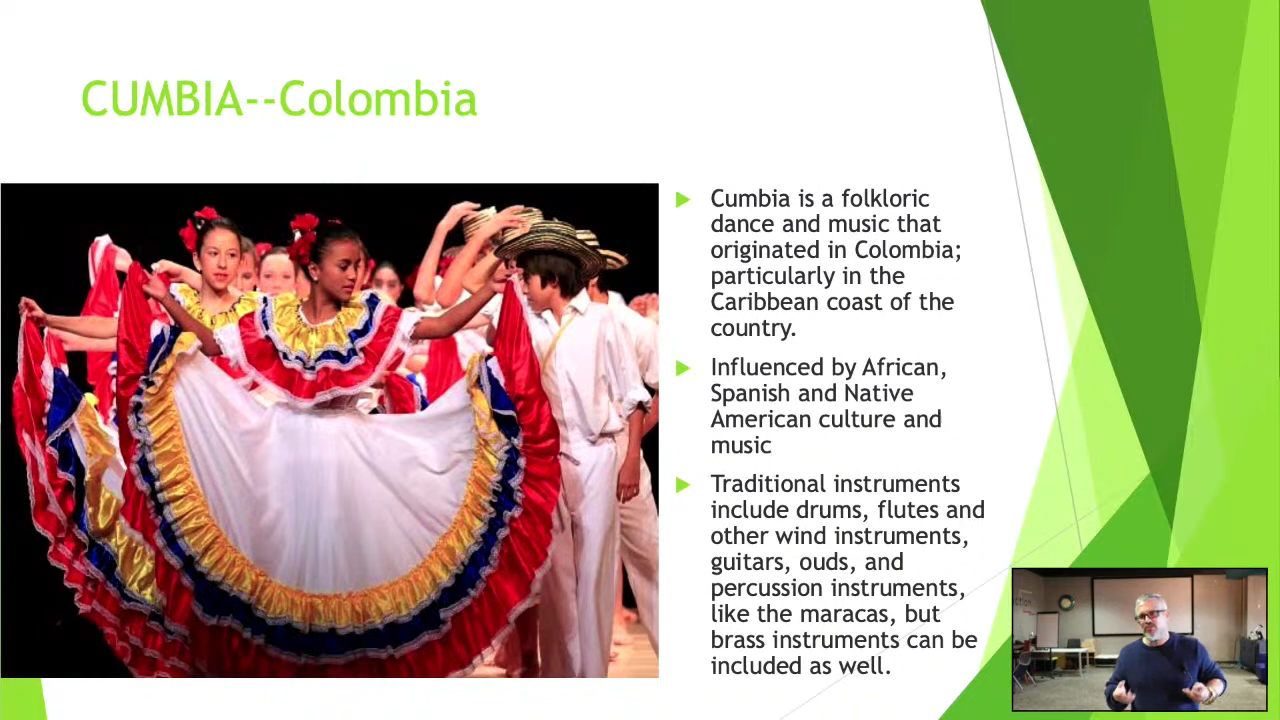 CUMBIA--Colombia
Cumbia is a folkloric
dance and music that
originated in Colombia;
particularly in the
Caribbean coast of the
country.
Influenced by African,
Spanish and Native
American culture and
music
Traditional instruments
include drums, flutes and
other wind instruments,
guitars, ouds, and
percussion instruments,
like the maracas, but
brass instruments can be
included as well.